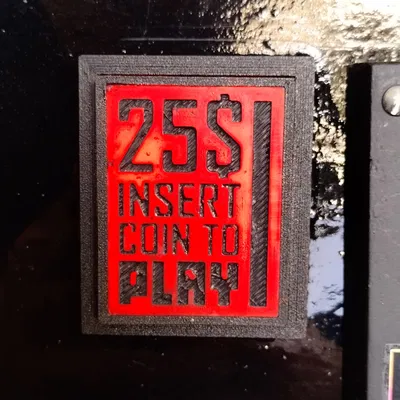 25$
INSERT
COIN TO
PLAY